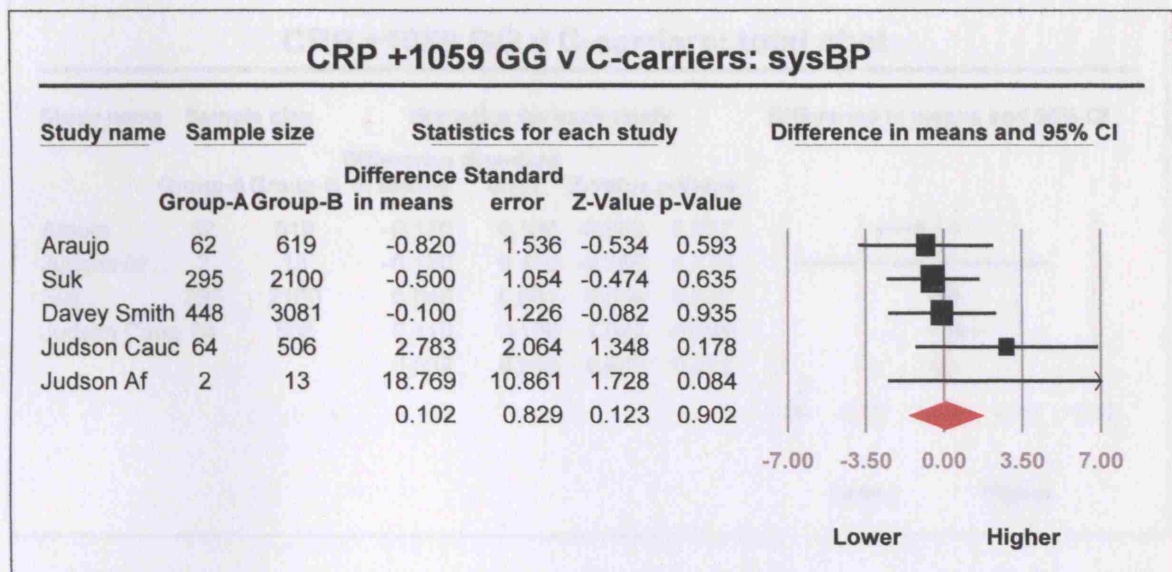 CRP +1059 GG v C-carriers: sysBP
Study name Sample size Statistics for each study Difference in means and 95% CI
Difference Standard
Group-A Group-B in means error Z-Value p-Value
Araujo 62 619 -0.820 1.536 -0.534 0.593
Suk 295 2100 -0.500 1.054 -0.474 0.635
Davey Smith 448 3081 -0.100 1.226 -0.082 0.935
Judson Cauc 64 506 2.783 2.064 1.348 0.178
Judson Af 2 13 18.769 10.861 1.728 0.084
0.102 0.829 0.123 0.902
-7.00 -3.50 0.00 3.50 7.00
Lower Higher